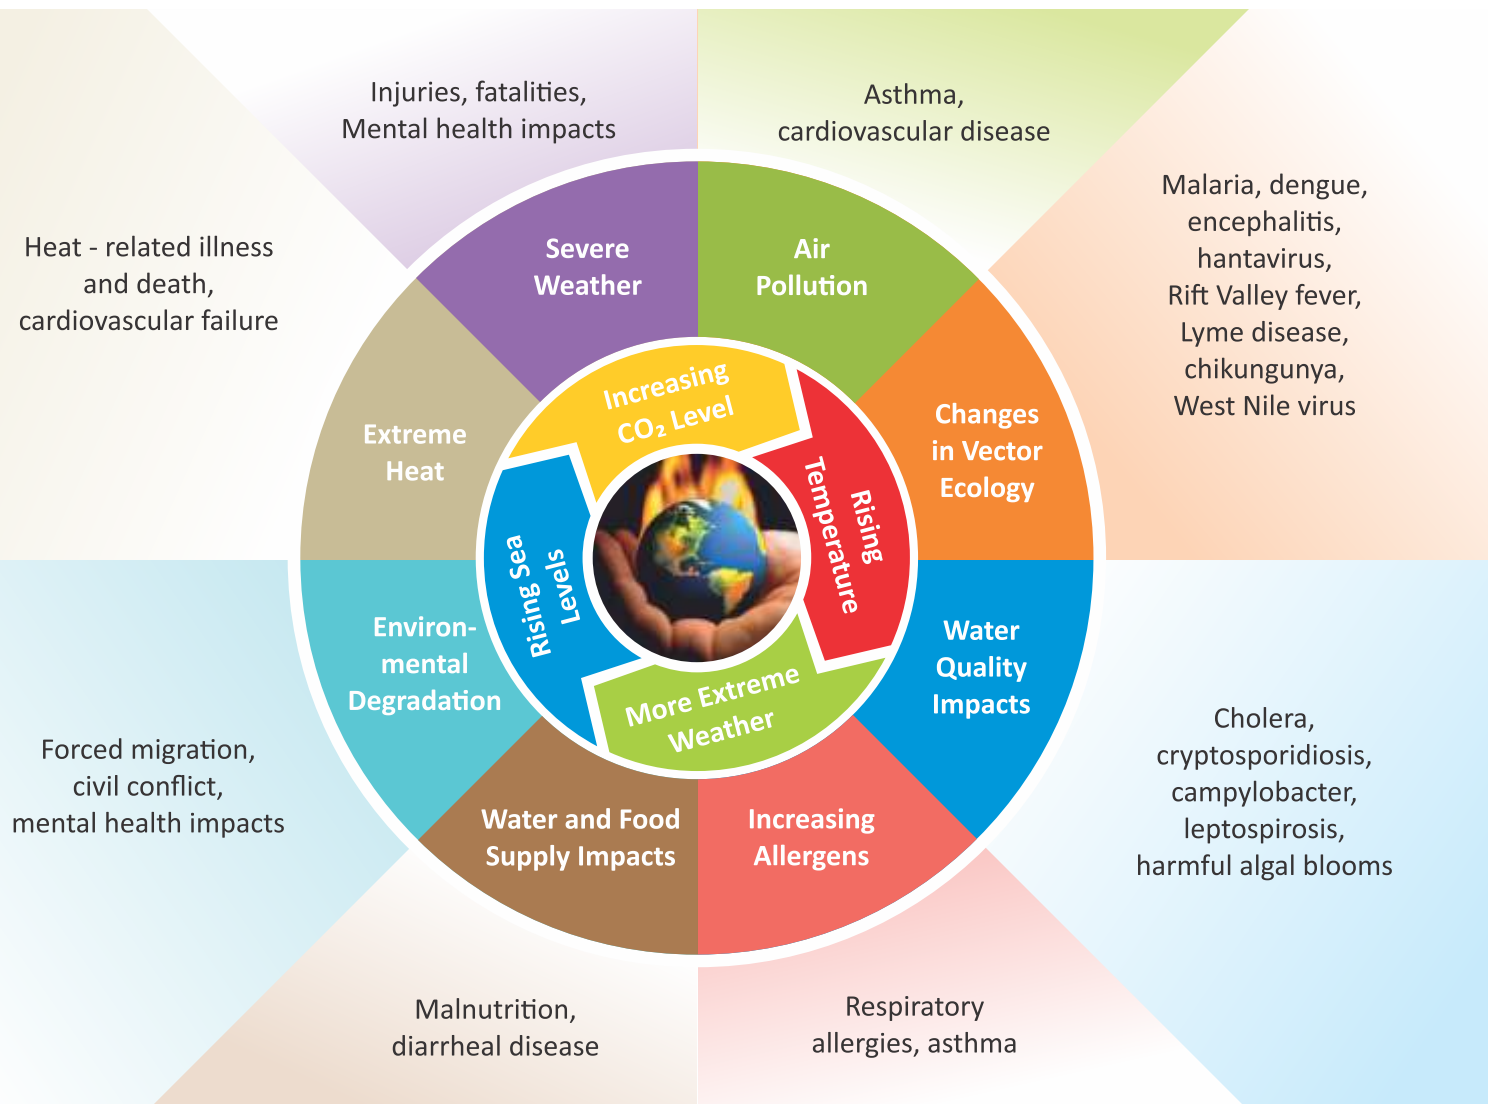 Injuries, fatalities,
Mental health impacts
Asthma,
cardiovascular disease
Malaria, dengue,
encephalitis,
hantavirus,
Rift Valley fever,
Lyme disease,
chikungunya,
West Nile virus
Heat - related illness
and death,
cardiovascular failure
Severe
Weather
Air
Pollution
Extreme
Heat
Changes
in Vector
Ecology
Increasing
CO₂ Level
Rising
Temperature
Rising Sea
Levels
More Extreme
Weather
Environ-
mental
Degradation
Water
Quality
Impacts
Water and Food
Supply Impacts
Increasing
Allergens
Forced migration,
civil conflict,
mental health impacts
Cholera,
cryptosporidiosis,
campylobacter,
leptospirosis,
harmful algal blooms
Malnutrition,
diarrheal disease
Respiratory
allergies, asthma